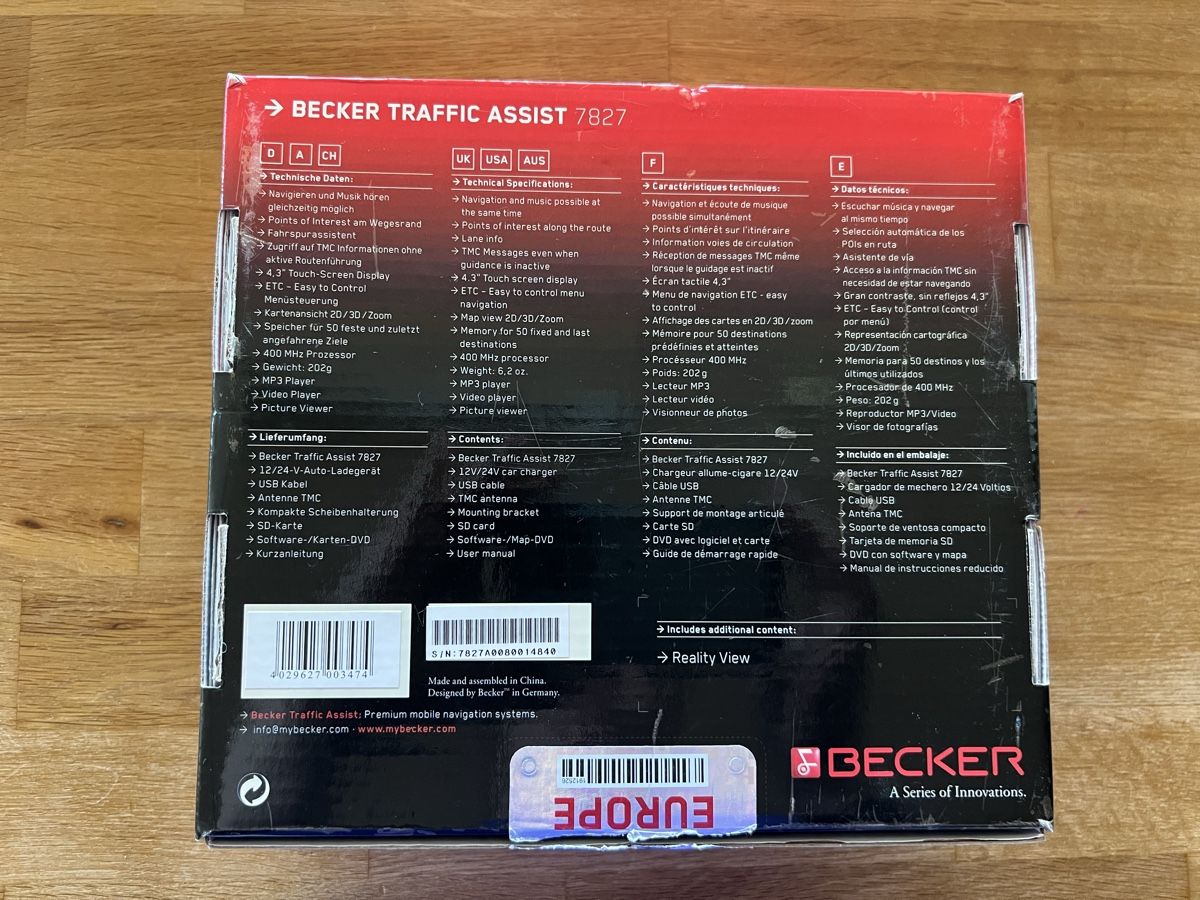 → BECKER TRAFFIC ASSIST 7827
D A CH
→ Technische Daten:
→ Navigieren und Musik hören
gleichzeitig möglich
→ Points of Interest am Wegesrand
→ Fahrspurassistent
→ Zugriff auf TMC Informationen ohne
aktive Routenführung
→ 4,3" Touch-Screen Display
→ ETC - Easy to Control
Menüsteuerung
→ Kartenansicht 2D/3D/Zoom
→ Speicher für 50 feste und zuletzt
angefahrene Ziele
→ 400 MHz Prozessor
→ Gewicht: 202g
→ MP3 Player
→ Video Player
→ Picture Viewer
→ Lieferumfang:
→ Becker Traffic Assist 7827
→ 12/24-V-Auto-Ladegerät
→ USB Kabel
→ Antenne TMC
→ Kompakte Scheibenhalterung
→ SD-Karte
→ Software-/Karten-DVD
→ Kurzanleitung
UK USA AUS
→ Technical Specifications:
→ Navigation and music possible at
the same time
→ Points of interest along the route
→ Lane info
→ TMC Messages even when
guidance is inactive
→ 4.3" Touch screen display
→ ETC - Easy to control menu
navigation
→ Map view 2D/3D/Zoom
→ Memory for 50 fixed and last
destinations
→ 400 MHz processor
→ Weight: 6,2 oz.
→ MP3 player
→ Video player
→ Picture viewer
→ Contents:
→ Becker Traffic Assist 7827
→ 12V/24V car charger
→ USB cable
→ TMC antenna
→ Mounting bracket
→ SD card
→ Software-/Map-DVD
→ User manual
F
→ Caractéristiques techniques:
→ Navigation et écoute de musique
possible simultanément
→ Points d'intérêt sur l'itinéraire
→ Information voies de circulation
→ Réception de messages TMC même
lorsque le guidage est inactif
→ Écran tactile 4,3"
→ Menu de navigation ETC - easy
to control
→ Affichage des cartes en 2D/3D/zoom
→ Mémoire pour 50 destinations
prédéfinies et atteintes
→ Procésseur 400 MHz
→ Poids: 202 g
→ Lecteur MP3
→ Lecteur vidéo
→ Visionneur de photos
→ Contenu:
→ Becker Traffic Assist 7827
→ Chargeur allume-cigare 12/24V
→ Câble USB
→ Antenne TMC
→ Support de montage articulé
→ Carte SD
→ DVD avec logiciel et carte
→ Guide de démarrage rapide
E
→ Datos técnicos:
→ Escuchar música y navegar
al mismo tiempo
→ Selección automática de los
POIs en ruta
→ Asistente de vía
→ Acceso a la información TMC sin
necesidad de estar navegando
→ Gran contraste, sin reflejos 4,3"
→ ETC - Easy to Control (control
por menú)
→ Representación cartográfica
2D/3D/Zoom
→ Memoria para 50 destinos y los
últimos utilizados
→ Procesador de 400 MHz
→ Peso: 202 g
→ Reproductor MP3/Video
→ Visor de fotografías
→ Incluido en el embalaje:
→ Becker Traffic Assist 7827
→ Cargador de mechero 12/24 Voltios
→ Cable USB
→ Antena TMC
→ Soporte de ventosa compacto
→ Tarjeta de memoria SD
→ DVD con software y mapa
→ Manual de instrucciones reducido
4 029627 003474
S/N:7827A0080014840
Made and assembled in China.
Designed by Becker™ in Germany.
→ Includes additional content:
→ Reality View
→ Becker Traffic Assist; Premium mobile navigation systems.
→ info@mybecker.com · www.mybecker.com
BECKER
A Series of Innovations.
EUROPE
1912526